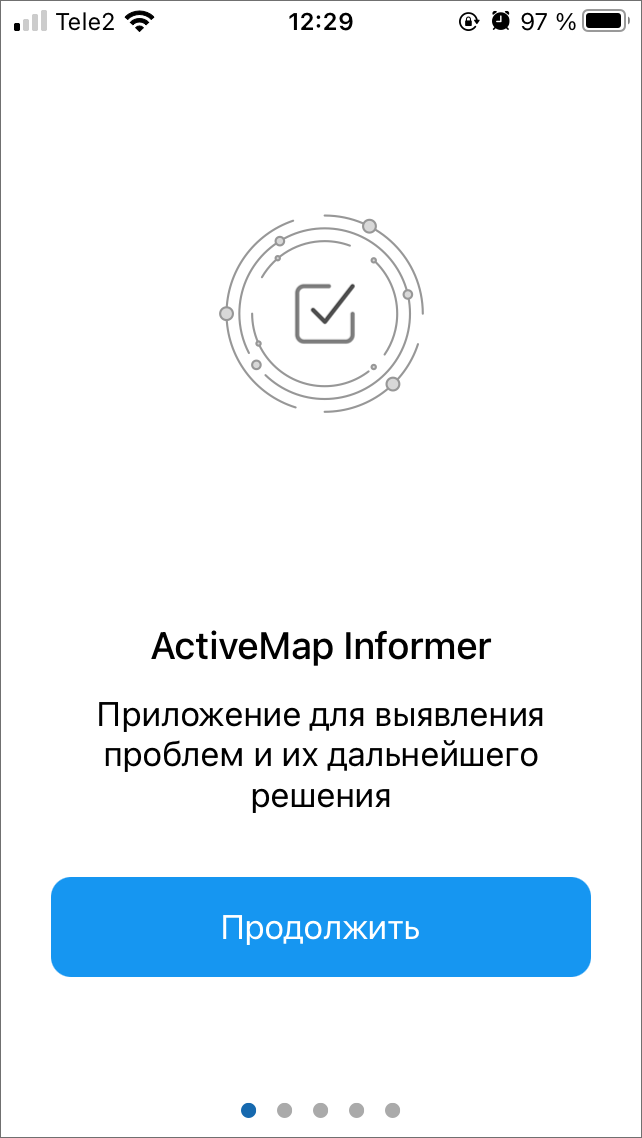 Tele2 12:29 97 %
ActiveMap Informer
Приложение для выявления
проблем и их дальнейшего
решения
Продолжить